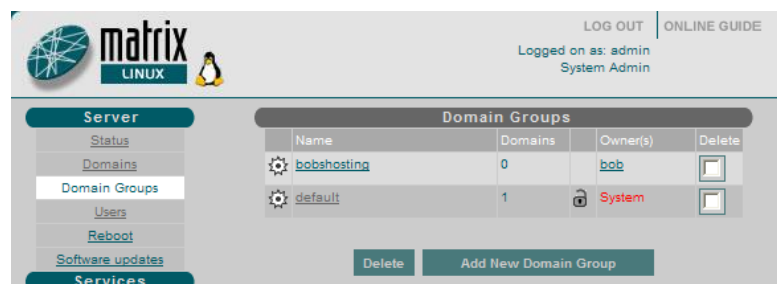 matrix
LINUX
LOG OUT
ONLINE GUIDE
Logged on as: admin
System Admin
Server
Status
Domains
Domain Groups
Users
Reboot
Software updates
Services
Domain Groups
Name Domains Owner(s) Delete
bobshosting 0 bob
default 1 System
Delete
Add New Domain Group